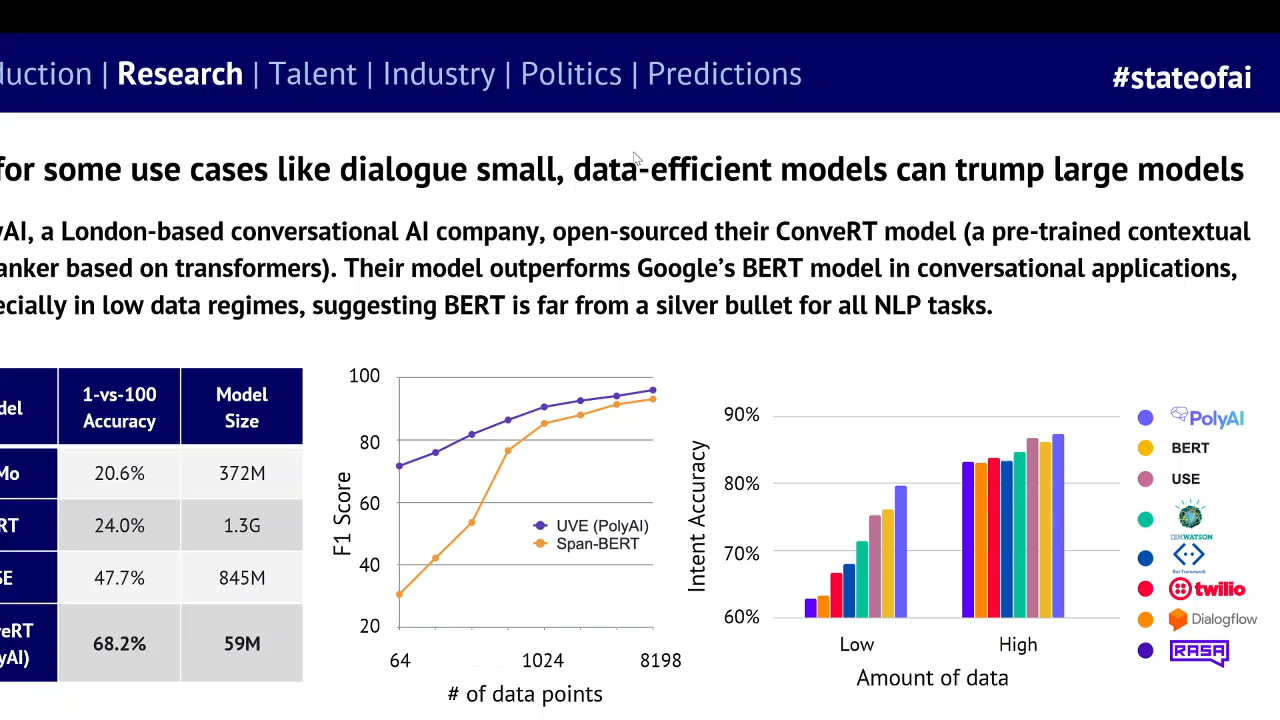 duction | Research | Talent | Industry | Politics | Predictions
#stateofai
for some use cases like dialogue small, data-efficient models can trump large models
yAI, a London-based conversational AI company, open-sourced their ConveRT model (a pre-trained contextual
anker based on transformers). Their model outperforms Google's BERT model in conversational applications,
ecially in low data regimes, suggesting BERT is far from a silver bullet for all NLP tasks.
del
1-vs-100 Accuracy
Model Size
Mo 20.6% 372M
RT 24.0% 1.3G
SE 47.7% 845M
veRT
yAI)
68.2% 59M
F1 Score
100
80
60
40
20
UVE (PolyAI)
Span-BERT
64 1024 8198
# of data points
Intent Accuracy
90%
80%
70%
60%
Low High
Amount of data
PolyAI
BERT
USE
IBM WATSON
Bot Framework
twilio
Dialogflow
RASA